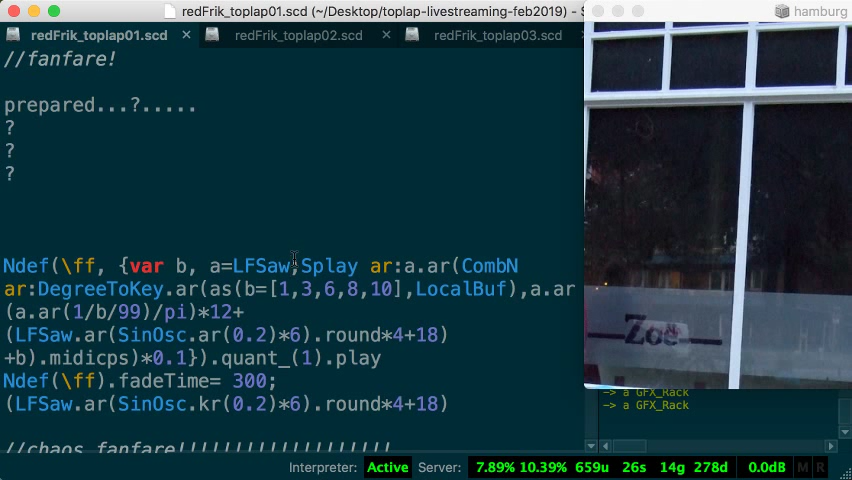 redFrik_toplap01.scd (~/Desktop/toplap-livestreaming-feb2019) - S
hamburg
redFrik_toplap01.scd
redFrik_toplap02.scd
redFrik_toplap03.scd
//fanfare!
prepared...?.....
?
?
?
Ndef(\ff, {var b, a=LFSaw;Splay ar:a.ar(CombN
ar:DegreeToKey.ar(as(b=[1,3,6,8,10],LocalBuf),a.ar
(a.ar(1/b/99)/pi)*12+
(LFSaw.ar(SinOsc.ar(0.2)*6).round*4+18)
+b).midicps)*0.1}).quant_(1).play
Ndef(\ff).fadeTime= 300;
(LFSaw.ar(SinOsc.kr(0.2)*6).round*4+18)
//chaos fanfare!!!!!!!!!!!!!!!!!!!
Zoë
-> a GFX_Rack
-> a GFX_Rack
Interpreter: Active Server: 7.89% 10.39% 659u 26s 14g 278d 0.0dB M R